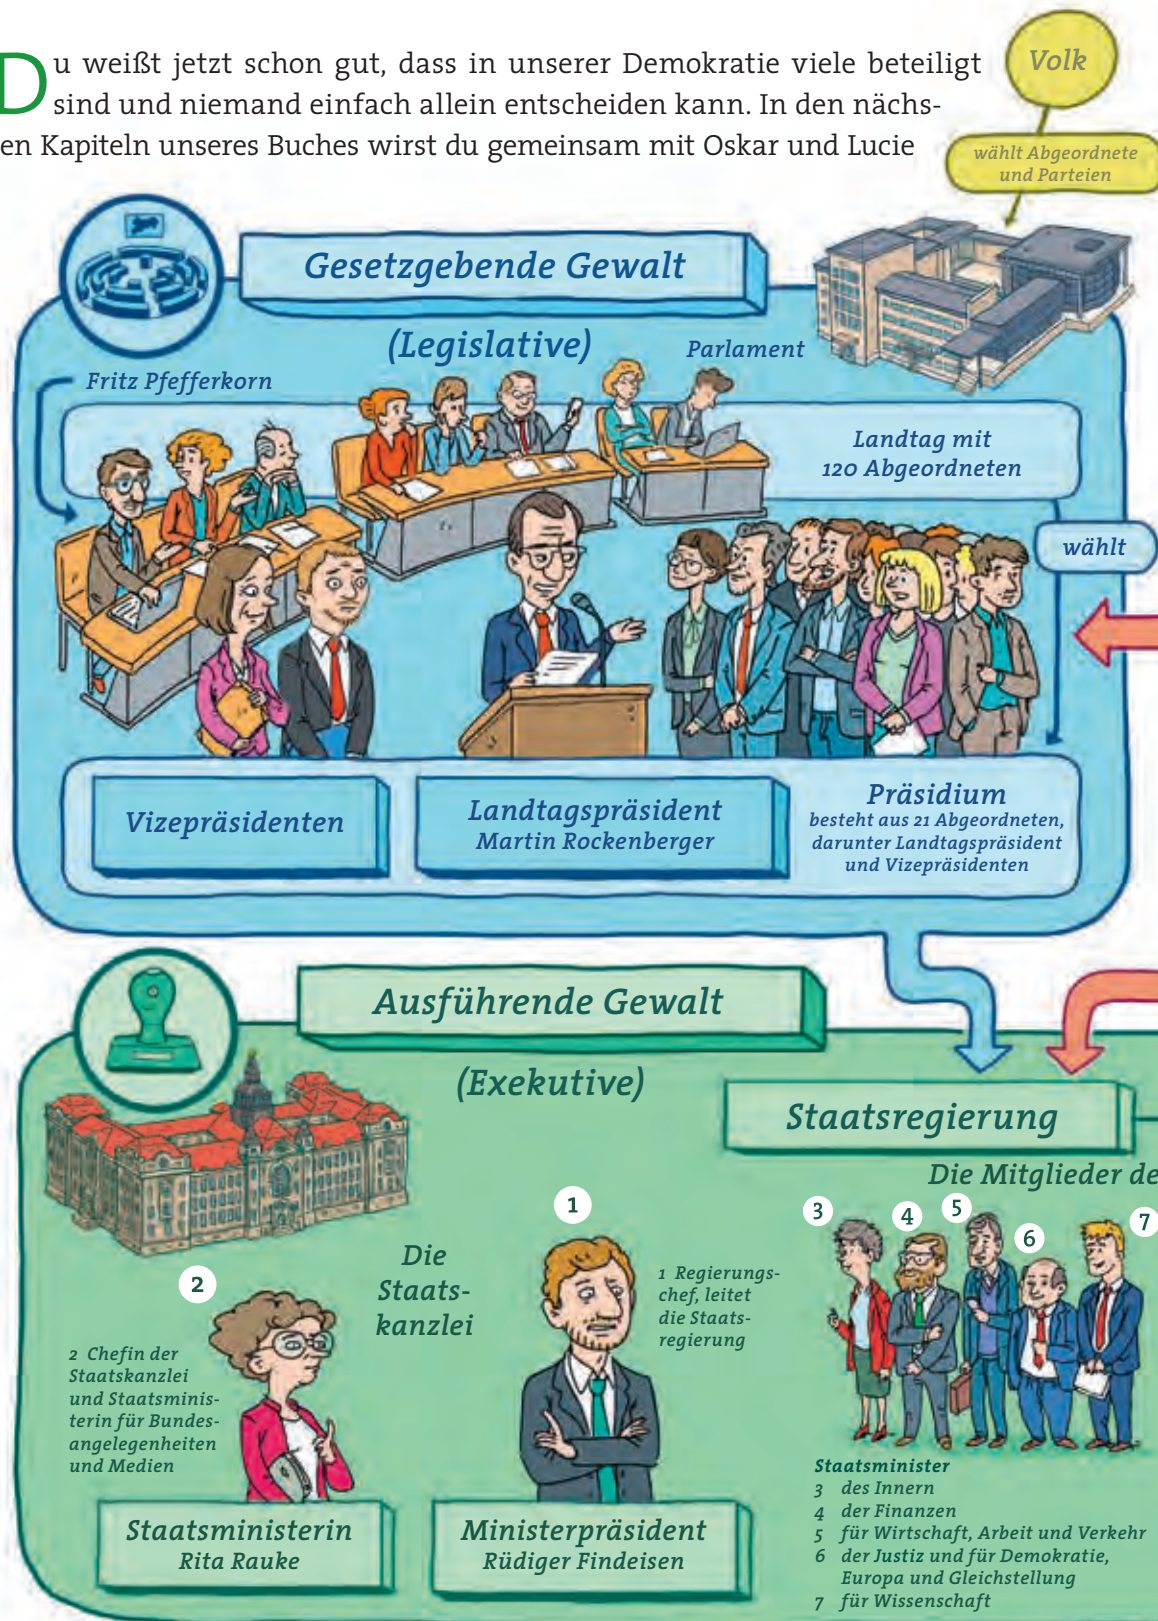 Du weißt jetzt schon gut, dass in unserer Demokratie viele beteiligt
sind und niemand einfach allein entscheiden kann. In den nächs-
en Kapiteln unseres Buches wirst du gemeinsam mit Oskar und Lucie
Volk
wählt Abgeordnete
und Parteien
Gesetzgebende Gewalt
(Legislative)
Parlament
Fritz Pfefferkorn
Landtag mit
120 Abgeordneten
wählt
Vizepräsidenten
Landtagspräsident
Martin Rockenberger
Präsidium
besteht aus 21 Abgeordneten,
darunter Landtagspräsident
und Vizepräsidenten
Ausführende Gewalt
(Exekutive)
Staatsregierung
Die Mitglieder de
Die
Staats-
kanzlei
1
1 Regierungs-
chef, leitet
die Staats-
regierung
2
2 Chefin der
Staatskanzlei
und Staatsminis-
terin für Bundes-
angelegenheiten
und Medien
Staatsministerin
Rita Rauke
Ministerpräsident
Rüdiger Findeisen
3
4
5
6
7
Staatsminister
3 des Innern
4 der Finanzen
5 für Wirtschaft, Arbeit und Verkehr
6 der Justiz und für Demokratie,
Europa und Gleichstellung
7 für Wissenschaft